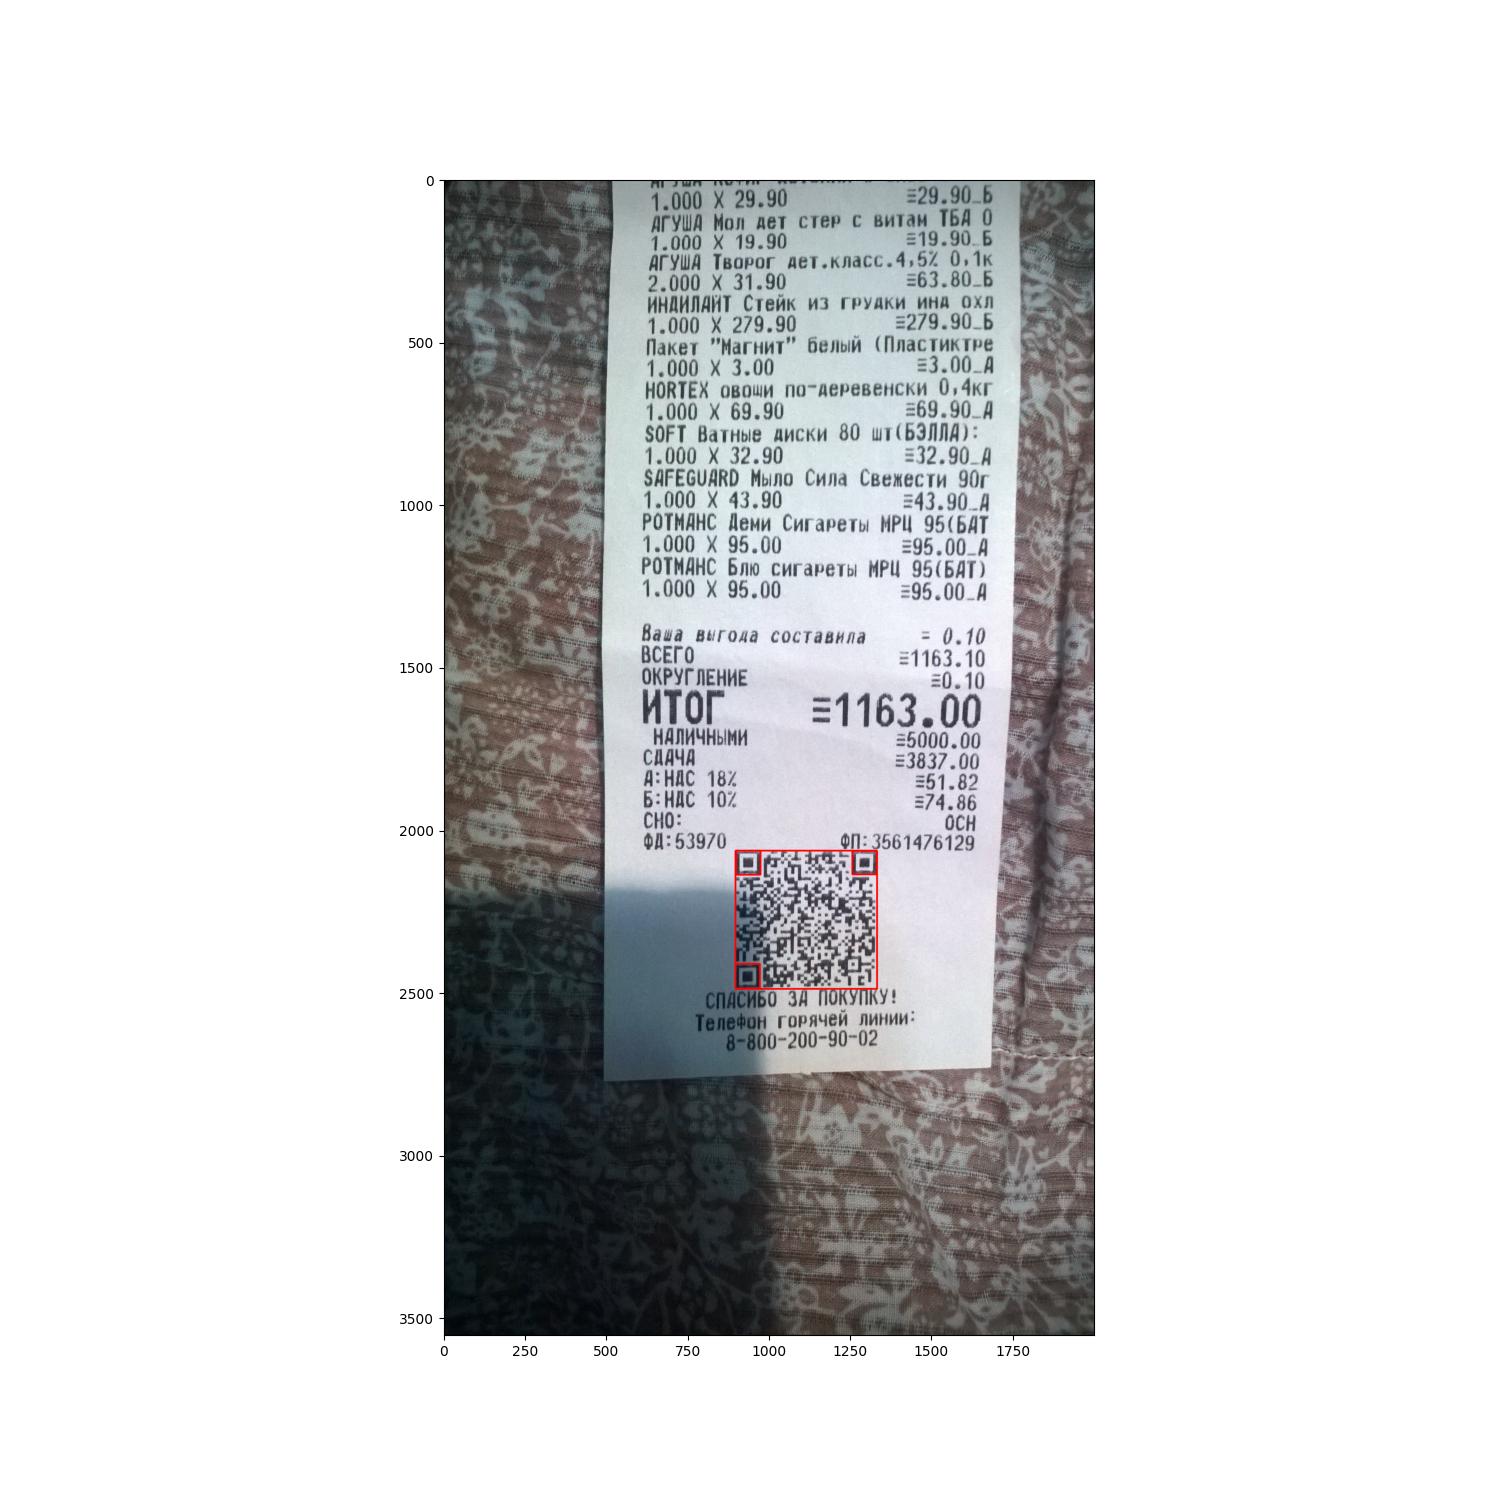 1.000 X 29.90 ≡29.90_Б
АГУША Мол дет стер с витам ТБА 0
1.000 X 19.90 ≡19.90_Б
АГУША Творог дет.класс.4,5% 0,1к
2.000 X 31.90 ≡63.80_Б
ИНДИЛАЙТ Стейк из грудки инд охл
1.000 X 279.90 ≡279.90_Б
Пакет "Магнит" белый (Пластиктре
1.000 X 3.00 ≡3.00_А
HORTEX овощи по-деревенски 0,4кг
1.000 X 69.90 ≡69.90_А
SOFT Ватные диски 80 шт(БЭЛЛА):
1.000 X 32.90 ≡32.90_А
SAFEGUARD Мыло Сила Свежести 90г
1.000 X 43.90 ≡43.90_А
РОТМАНС Деми Сигареты МРЦ 95(БАТ
1.000 X 95.00 ≡95.00_А
РОТМАНС Блю сигареты МРЦ 95(БАТ)
1.000 X 95.00 ≡95.00_А
Ваша выгода составила = 0.10
ВСЕГО ≡1163.10
ОКРУГЛЕНИЕ ≡0.10
ИТОГ ≡1163.00
НАЛИЧНЫМИ ≡5000.00
СДАЧА ≡3837.00
А:НДС 18% ≡51.82
Б:НДС 10% ≡74.86
СНО: ОСН
ФД:53970 ФП:3561476129
СПАСИБО ЗА ПОКУПКУ!
Телефон горячей линии:
8-800-200-90-02
0
500
1000
1500
2000
2500
3000
3500
0 250 500 750 1000 1250 1500 1750